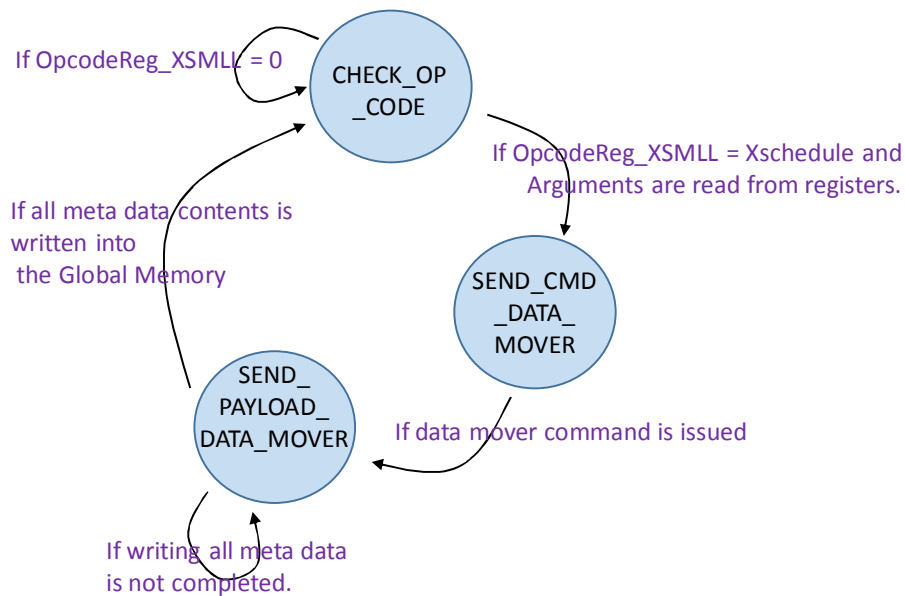 If OpcodeReg_XSMLL = 0
CHECK_OP
_CODE
If OpcodeReg_XSMLL = Xschedule and
Arguments are read from registers.
If all meta data contents is
written into
the Global Memory
SEND_CMD
_DATA_
MOVER
SEND_
PAYLOAD_
DATA_MOVER
If data mover command is issued
If writing all meta data
is not completed.